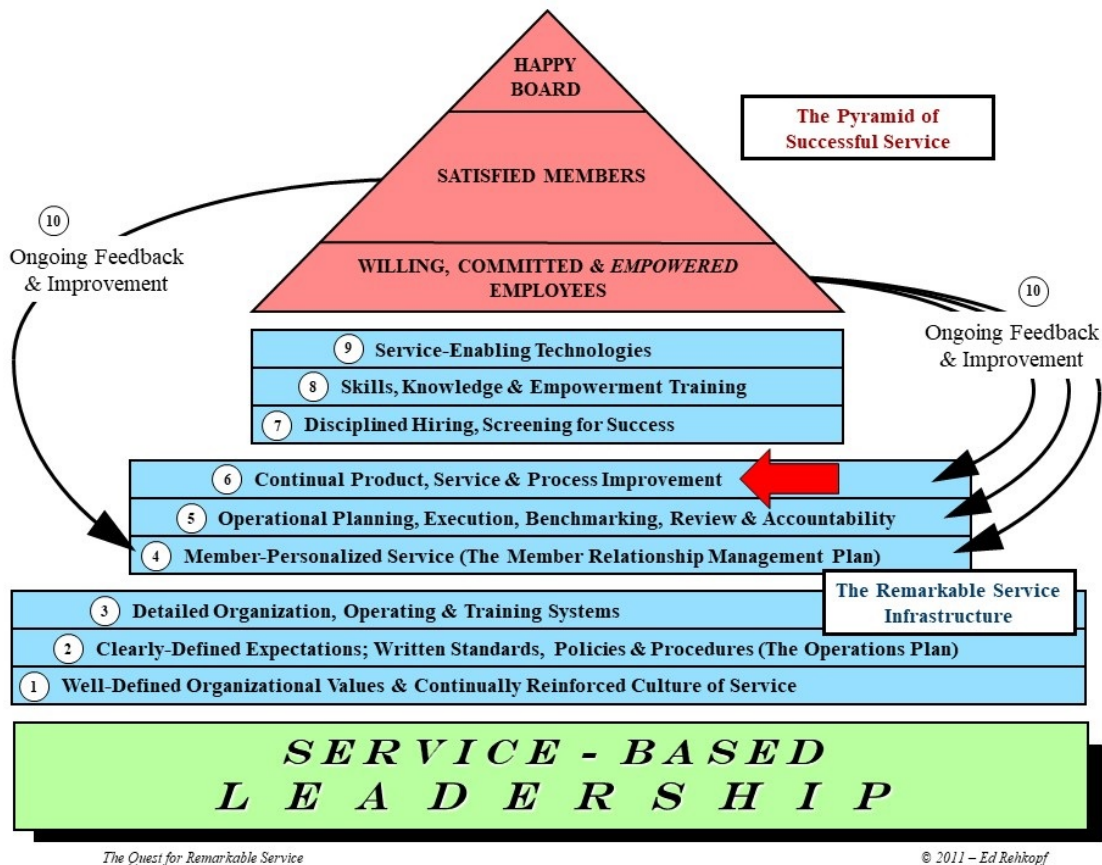 HAPPY
BOARD
The Pyramid of
Successful Service
SATISFIED MEMBERS
10
Ongoing Feedback
& Improvement
WILLING, COMMITTED & EMPOWERED
EMPLOYEES
10
Ongoing Feedback
& Improvement
9 Service-Enabling Technologies
8 Skills, Knowledge & Empowerment Training
7 Disciplined Hiring, Screening for Success
6 Continual Product, Service & Process Improvement
5 Operational Planning, Execution, Benchmarking, Review & Accountability
4 Member-Personalized Service (The Member Relationship Management Plan)
The Remarkable Service
Infrastructure
3 Detailed Organization, Operating & Training Systems
2 Clearly-Defined Expectations; Written Standards, Policies & Procedures (The Operations Plan)
1 Well-Defined Organizational Values & Continually Reinforced Culture of Service
SERVICE - BASED
LEADERSHIP
The Quest for Remarkable Service
© 2011 – Ed Rehkopf